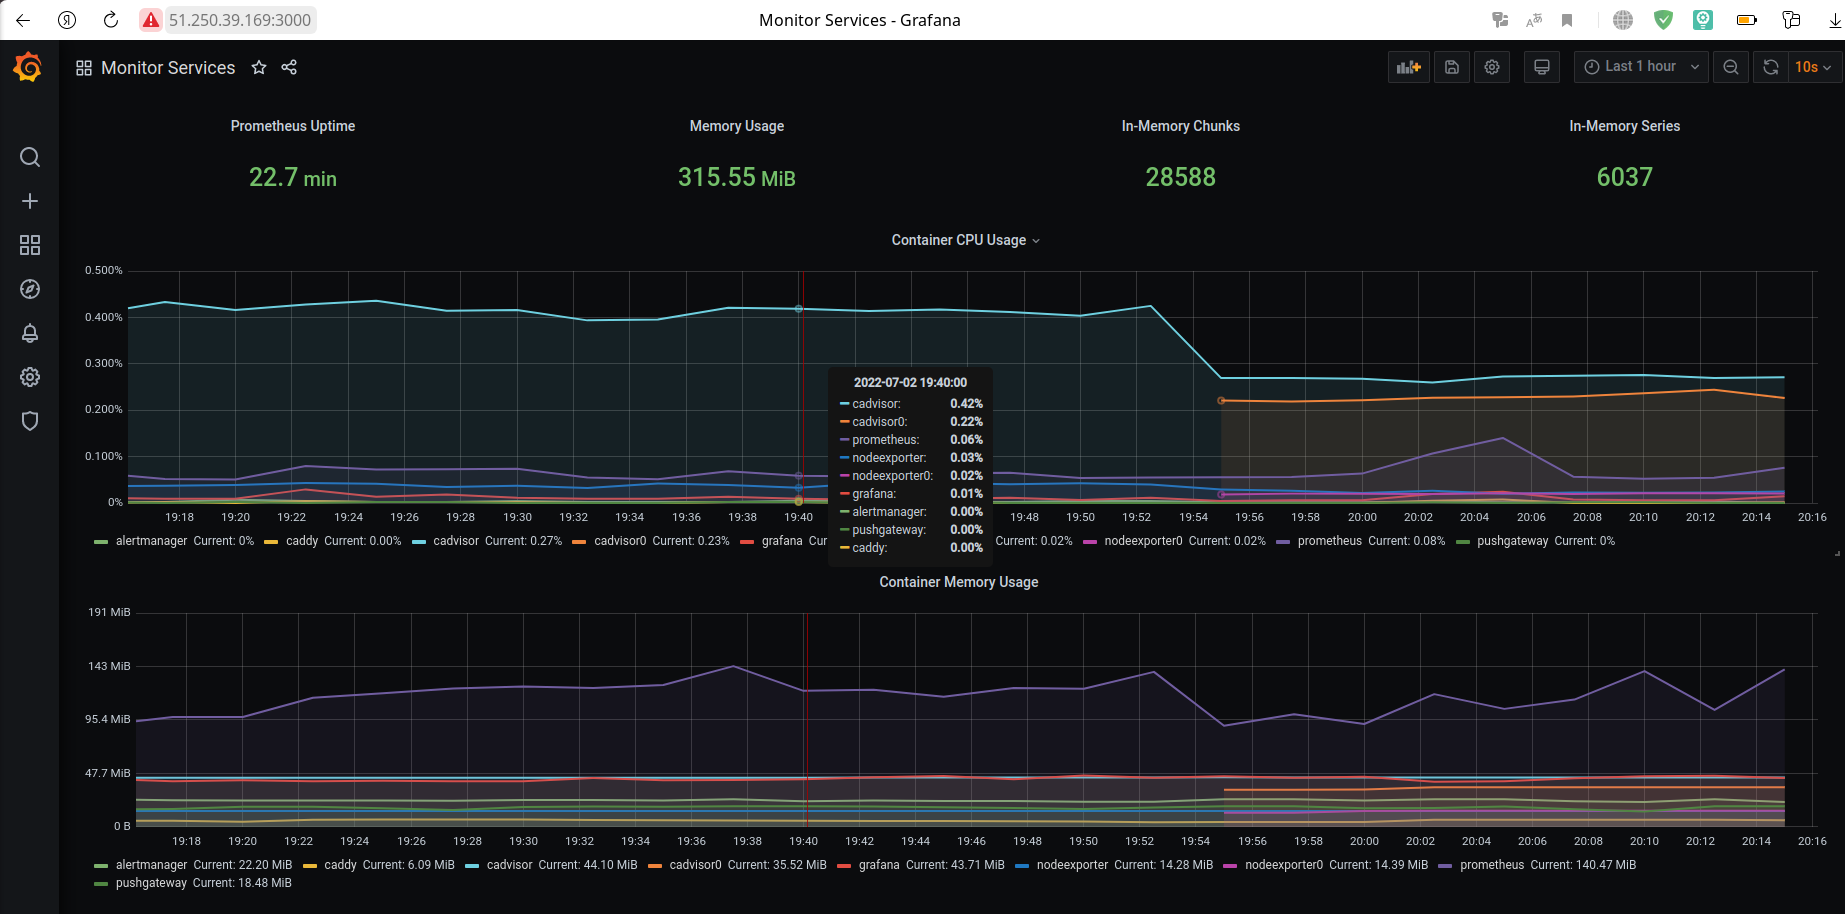 51.250.39.169:3000 Monitor Services - Grafana
Monitor Services Last 1 hour 10s
Prometheus Uptime Memory Usage In-Memory Chunks In-Memory Series
22.7 min 315.55 MiB 28588 6037
Container CPU Usage
0.500%
0.400%
0.300%
0.200%
0.100%
0%
2022-07-02 19:40:00
cadvisor: 0.42%
cadvisor0: 0.22%
prometheus: 0.06%
nodeexporter: 0.03%
nodeexporter0: 0.02%
grafana: 0.01%
alertmanager: 0.00%
pushgateway: 0.00%
caddy: 0.00%
19:18 19:20 19:22 19:24 19:26 19:28 19:30 19:32 19:34 19:36 19:38 19:40 19:48 19:50 19:52 19:54 19:56 19:58 20:00 20:02 20:04 20:06 20:08 20:10 20:12 20:14 20:16
alertmanager Current: 0% caddy Current: 0.00% cadvisor Current: 0.27% cadvisor0 Current: 0.23% grafana Cur Current: 0.02% nodeexporter0 Current: 0.02% prometheus Current: 0.08% pushgateway Current: 0%
Container Memory Usage
191 MiB
143 MiB
95.4 MiB
47.7 MiB
0 B
19:18 19:20 19:22 19:24 19:26 19:28 19:30 19:32 19:34 19:36 19:38 19:40 19:42 19:44 19:46 19:48 19:50 19:52 19:54 19:56 19:58 20:00 20:02 20:04 20:06 20:08 20:10 20:12 20:14 20:16
alertmanager Current: 22.20 MiB caddy Current: 6.09 MiB cadvisor Current: 44.10 MiB cadvisor0 Current: 35.52 MiB grafana Current: 43.71 MiB nodeexporter Current: 14.28 MiB nodeexporter0 Current: 14.39 MiB prometheus Current: 140.47 MiB
pushgateway Current: 18.48 MiB